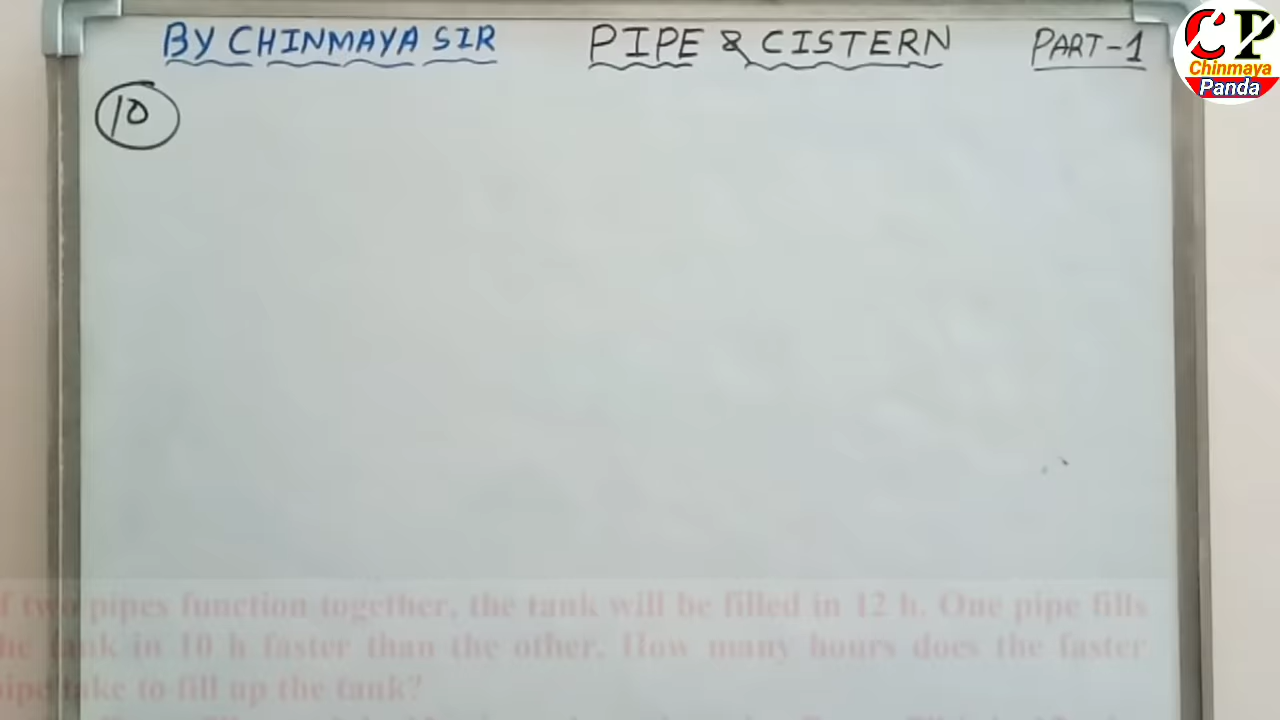 BY CHINMAYA SIR PIPE & CISTERN PART-1
CP
Chinmaya
Panda
10
two pipes function together, the tank will be filled in 12 h. One pipe fills
tank in 10 h faster than the other. How many hours does the faster
take to fill up the tank?